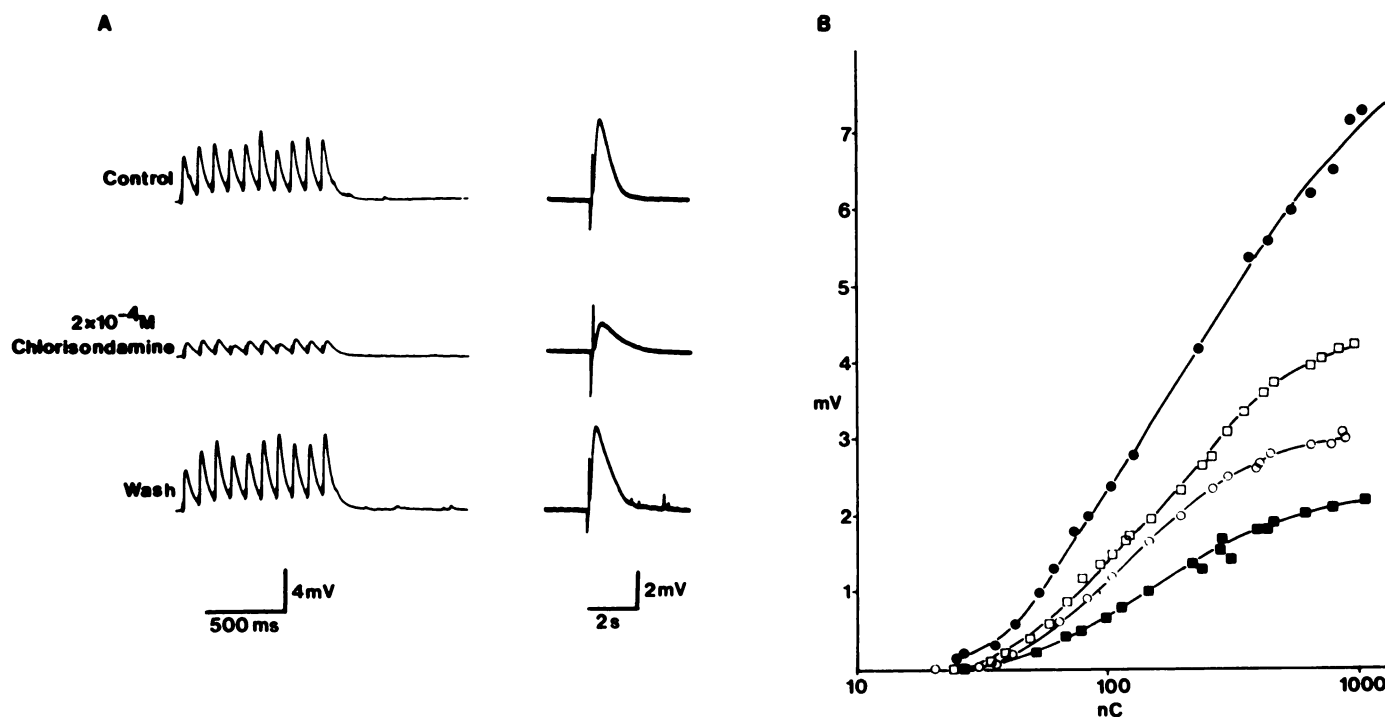 A
B
Control
2×10⁻⁴M
Chlorisondamine
Wash
4mV
500 ms
2mV
2s
7
6
5
4
mV
3
2
1
10
100
1000
nC